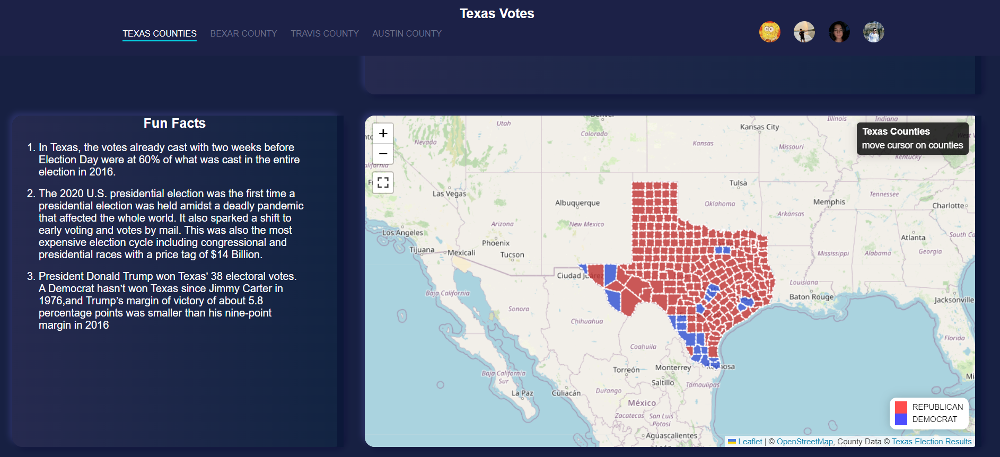 Texas Votes
TEXAS COUNTIES
BEXAR COUNTY
TRAVIS COUNTY
AUSTIN COUNTY
Fun Facts
1. In Texas, the votes already cast with two weeks before
Election Day were at 60% of what was cast in the entire
election in 2016.
2. The 2020 U.S. presidential election was the first time a
presidential election was held amidst a deadly pandemic
that affected the whole world. It also sparked a shift to
early voting and votes by mail. This was also the most
expensive election cycle including congressional and
presidential races with a price tag of $14 Billion.
3. President Donald Trump won Texas’ 38 electoral votes.
A Democrat hasn’t won Texas since Jimmy Carter in
1976,and Trump’s margin of victory of about 5.8
percentage points was smaller than his nine-point
margin in 2016
+
−
Texas Counties
move cursor on counties
Denver
Illinois
Indiana
Utah
Kansas City
Colorado
Nevada
Kansas
Missouri
Kentucky
California
Tulsa
Las Vegas
Tennessee
Albuquerque
Oklahoma
Memphis
Charlotte
Arkansas
Arizona
New Mexico
Los Angeles
South Ca
Atlanta
Phoenix
Tijuana
Mexicali
Tucson
Mississippi
Alabama
Georgia
Ciudad Juárez
Louisiana
Baja California
Baton Rouge
Jacksonville
Sonora
Chihuahua
Florida
Coahuila
Torreón
Monterrey
Reynosa
Baja California
Sur
Saltillo
Tamaulipas
Mi
La Paz
Culiacán
Durango
México
Zacatecas
San Luis
Potosí
Aguascalientes
REPUBLICAN
DEMOCRAT
Leaflet | © OpenStreetMap, County Data © Texas Election Results